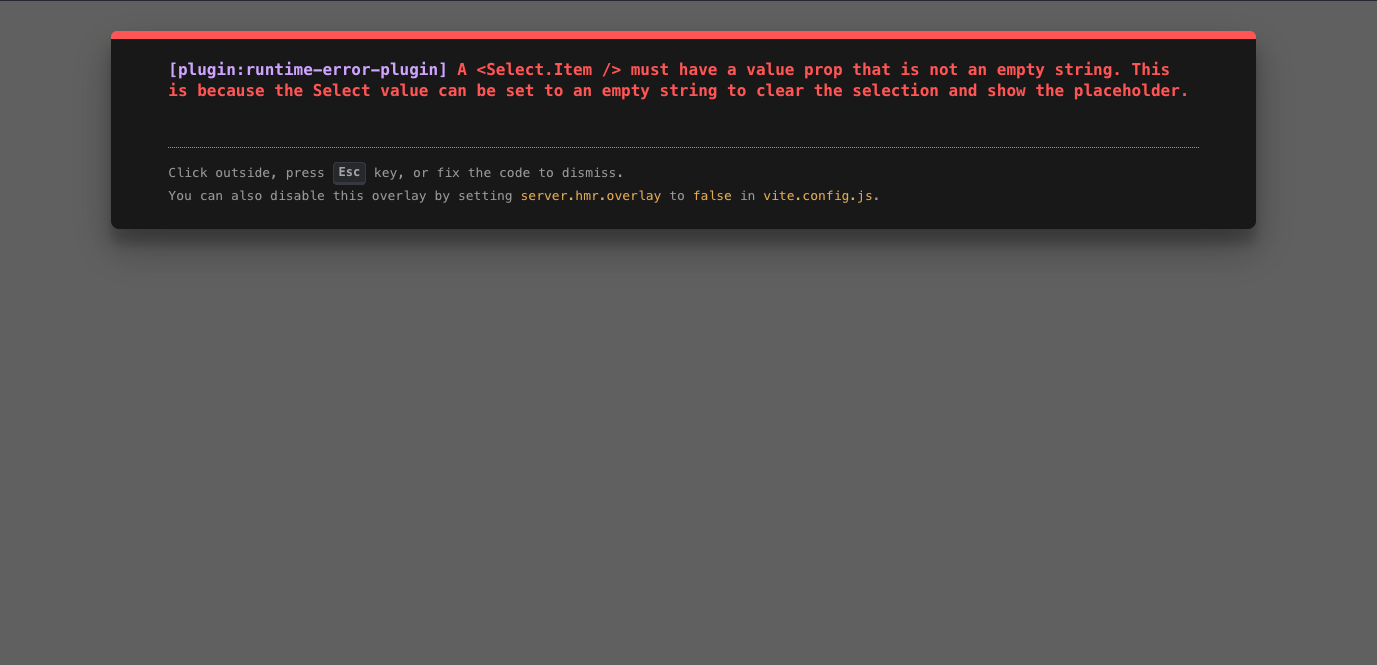 [plugin:runtime-error-plugin] A <Select.Item /> must have a value prop that is not an empty string. This
is because the Select value can be set to an empty string to clear the selection and show the placeholder.
Click outside, press Esc key, or fix the code to dismiss.
You can also disable this overlay by setting server.hmr.overlay to false in vite.config.js.